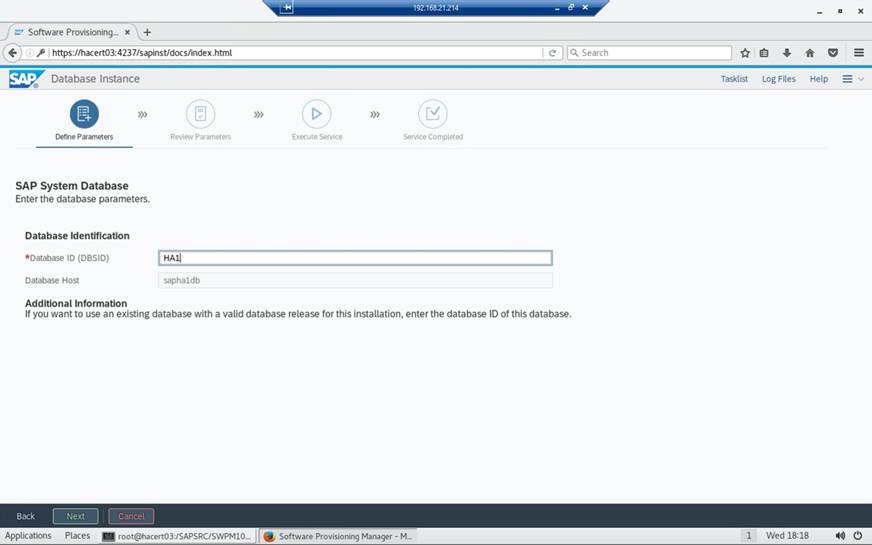 192.168.21.214
Software Provisioning...
https://hacert03:4237/sapinst/docs/index.html
Search
SAP Database Instance
Tasklist Log Files Help
Define Parameters
Review Parameters
Execute Service
Service Completed
SAP System Database
Enter the database parameters.
Database Identification
*Database ID (DBSID) HA1
Database Host sapha1db
Additional Information
If you want to use an existing database with a valid database release for this installation, enter the database ID of this database.
Back Next Cancel
Applications Places root@hacert03:/SAPSRC/SWPM10... Software Provisioning Manager - M... 1 Wed 18:18